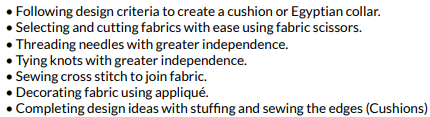 • Following design criteria to create a cushion or Egyptian collar.
• Selecting and cutting fabrics with ease using fabric scissors.
• Threading needles with greater independence.
• Tying knots with greater independence.
• Sewing cross stitch to join fabric.
• Decorating fabric using appliqué.
• Completing design ideas with stuffing and sewing the edges (Cushions)